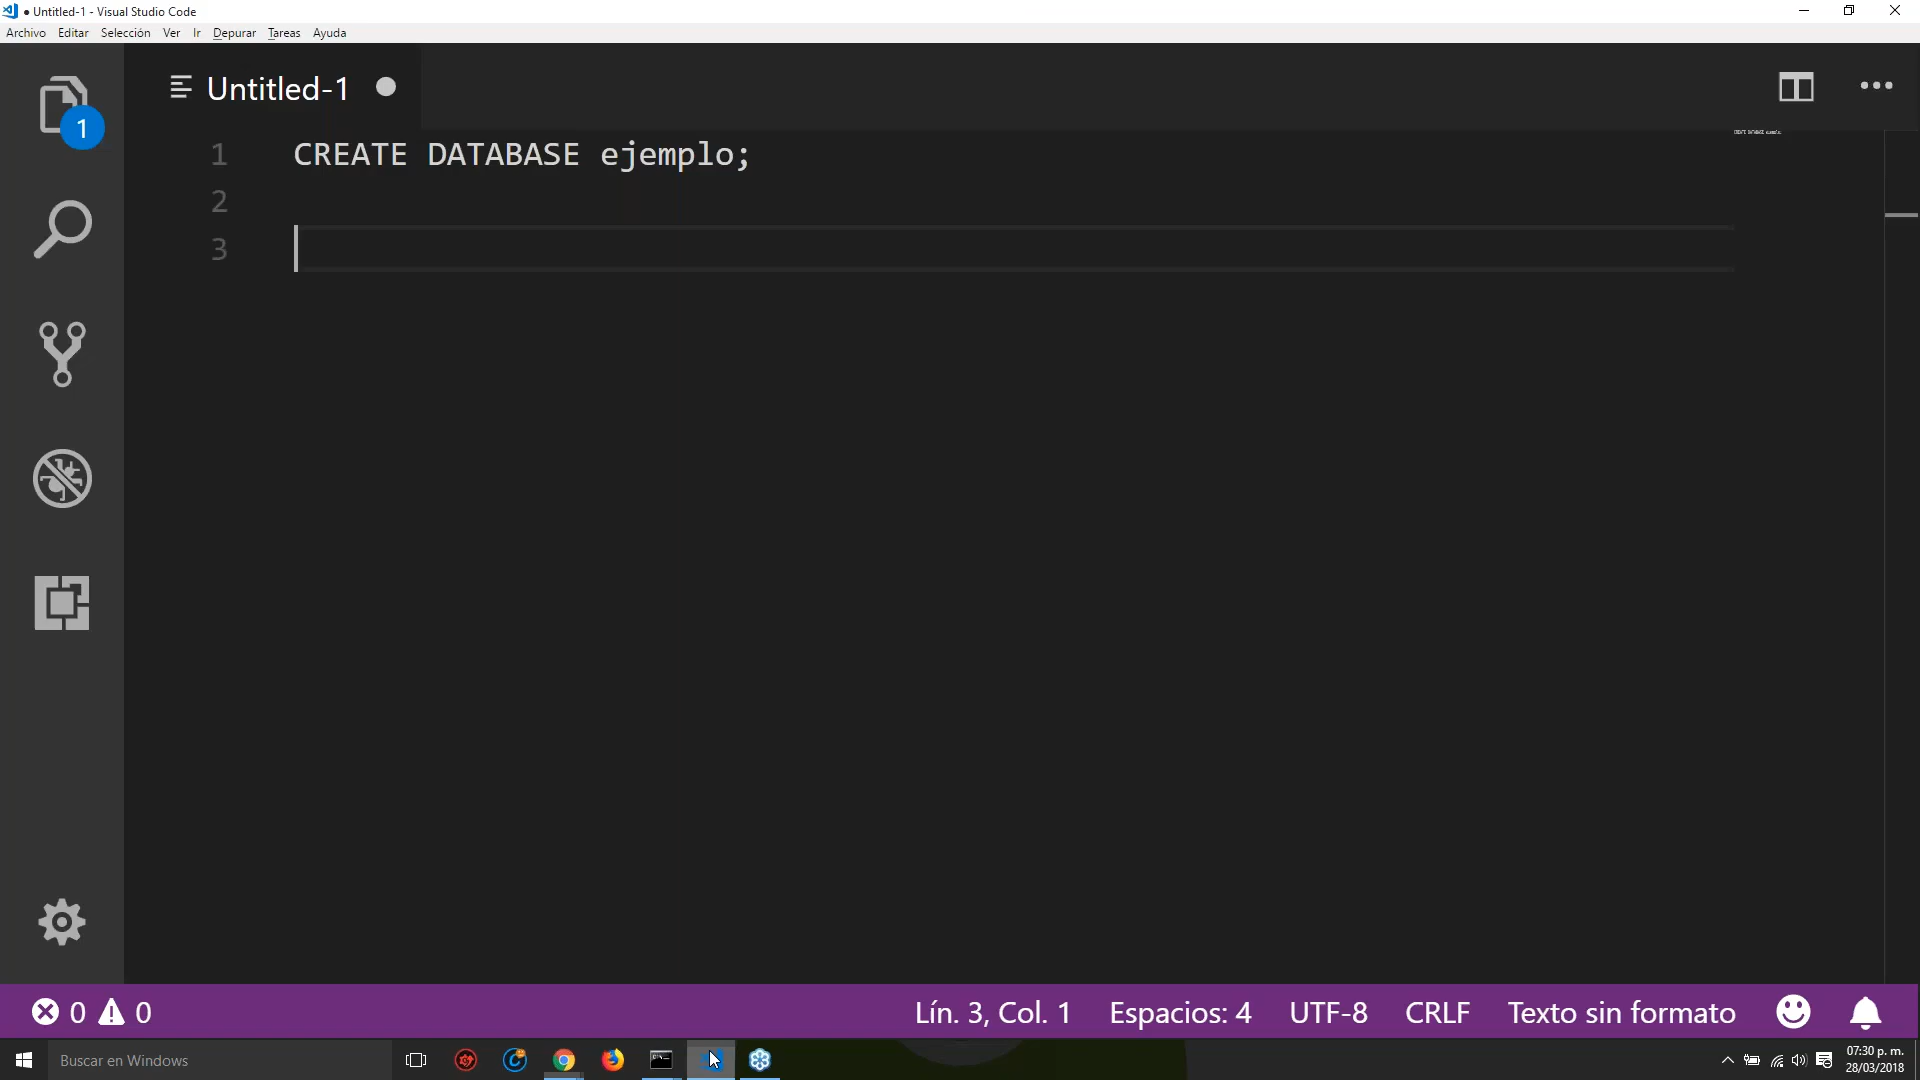 ● Untitled-1 - Visual Studio Code
Archivo Editar Selección Ver Ir Depurar Tareas Ayuda
Untitled-1
1
1 CREATE DATABASE ejemplo;
2
3
0 0 Lín. 3, Col. 1 Espacios: 4 UTF-8 CRLF Texto sin formato
Buscar en Windows
07:30 p. m.
28/03/2018